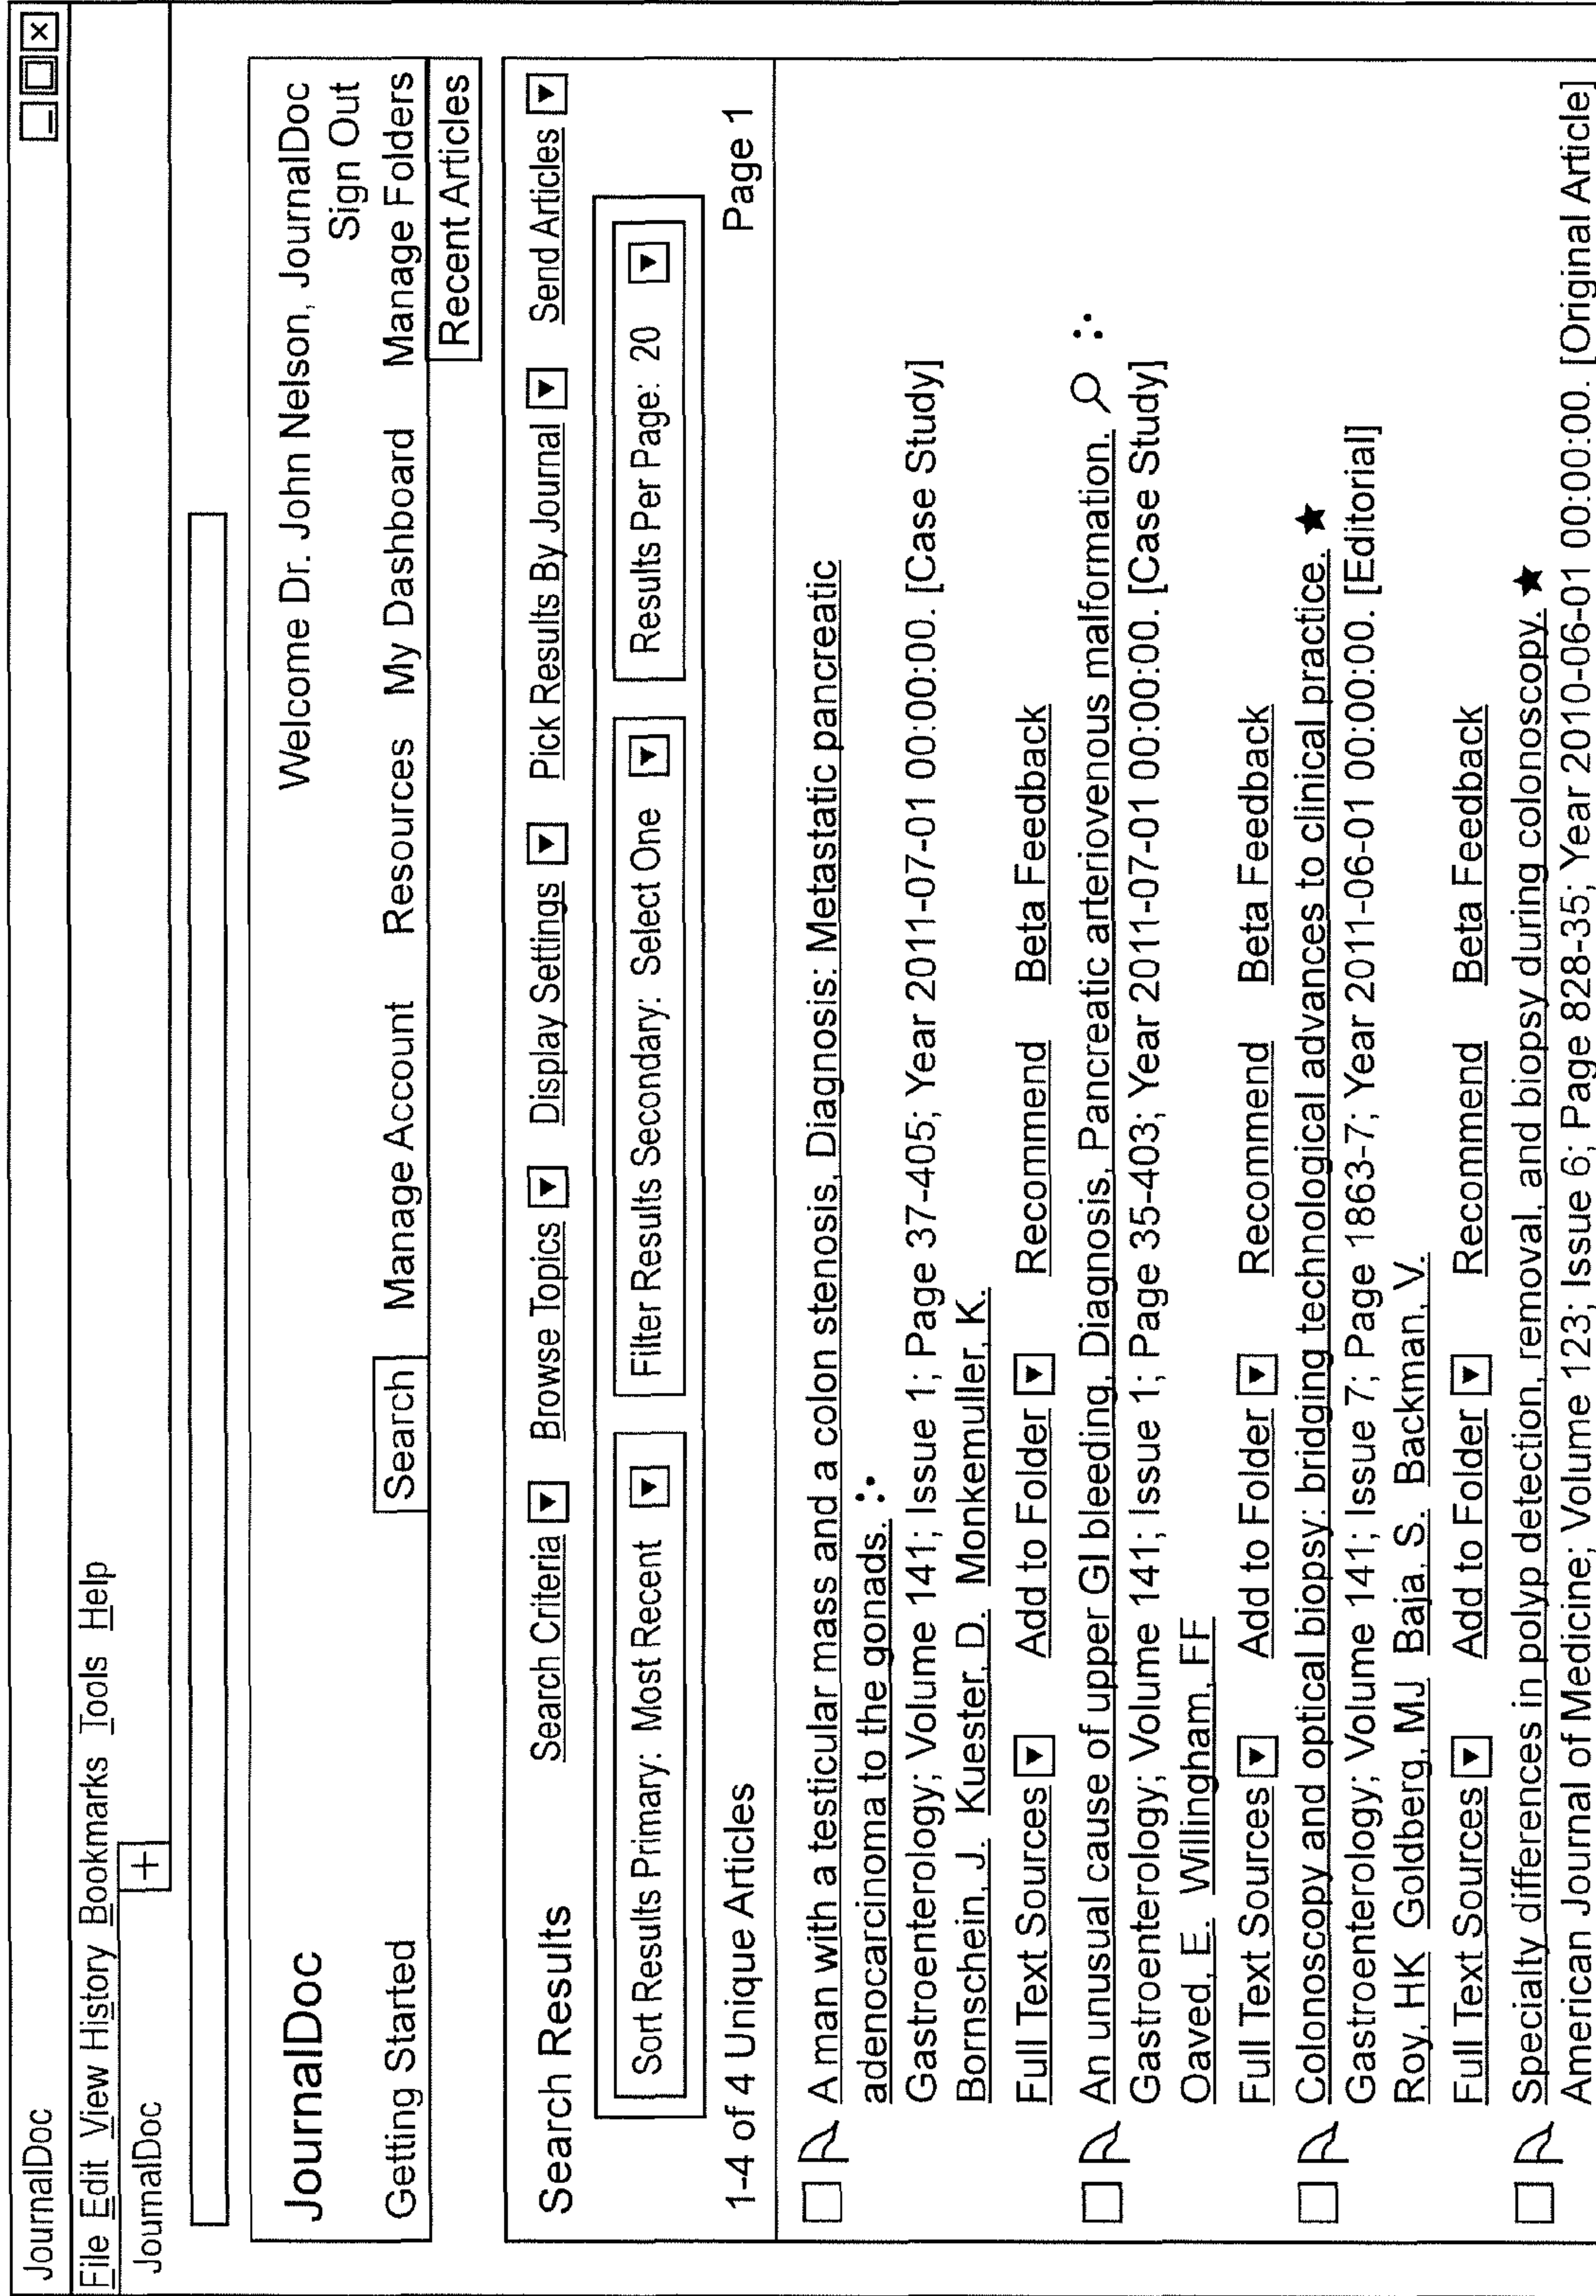 JournalDoc
File Edit View History Bookmarks Tools Help
JournalDoc +
JournalDoc
Welcome Dr. John Nelson, JournalDoc
Sign Out
Getting Started Search Manage Account Resources My Dashboard Manage Folders
Recent Articles
Search Results Search Criteria Browse Topics Display Settings Pick Results By Journal Send Articles
Sort Results Primary: Most Recent Filter Results Secondary: Select One Results Per Page: 20
1-4 of 4 Unique Articles Page 1
A man with a testicular mass and a colon stenosis, Diagnosis: Metastatic pancreatic
adenocarcinoma to the gonads.
Gastroenterology; Volume 141; Issue 1; Page 37-405; Year 2011-07-01 00:00:00. [Case Study]
Bornschein, J. Kuester, D. Monkemuller, K.
Full Text Sources Add to Folder Recommend Beta Feedback
An unusual cause of upper GI bleeding, Diagnosis, Pancreatic arteriovenous malformation.
Gastroenterology; Volume 141; Issue 1; Page 35-403; Year 2011-07-01 00:00:00. [Case Study]
Oaved, E. Willingham, FF
Full Text Sources Add to Folder Recommend Beta Feedback
Colonoscopy and optical biopsy: bridging technological advances to clinical practice. ★
Gastroenterology; Volume 141; Issue 7; Page 1863-7; Year 2011-06-01 00:00:00. [Editorial]
Roy, HK Goldberg, MJ Baja, S. Backman, V.
Full Text Sources Add to Folder Recommend Beta Feedback
Specialty differences in polyp detection, removal, and biopsy during colonoscopy. ★
American Journal of Medicine; Volume 123; Issue 6; Page 828-35; Year 2010-06-01 00:00:00. [Original Article]